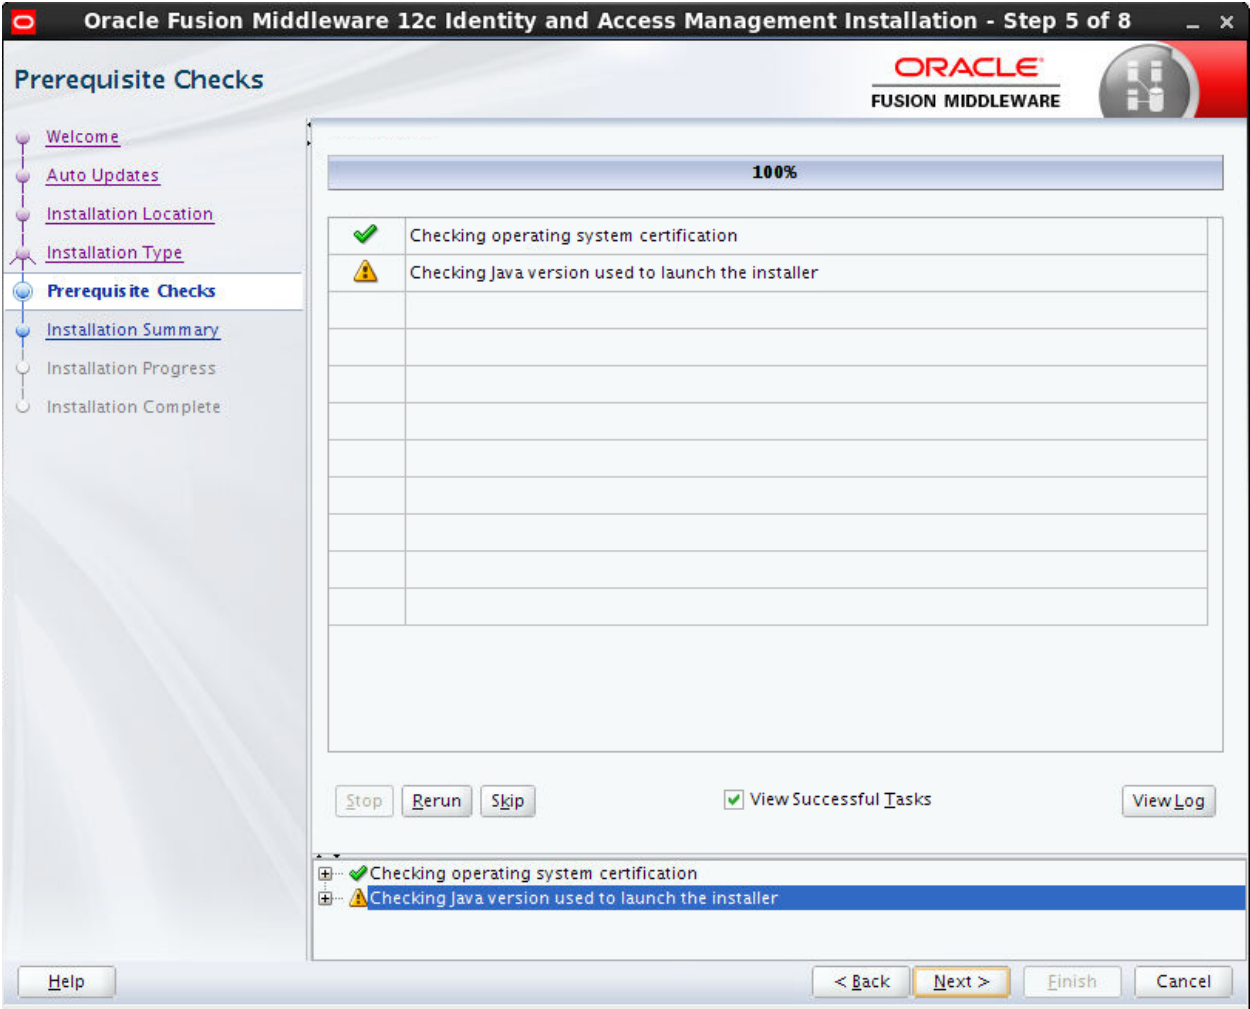 Oracle Fusion Middleware 12c Identity and Access Management Installation - Step 5 of 8
Prerequisite Checks
ORACLE
FUSION MIDDLEWARE
Welcome
Auto Updates
Installation Location
Installation Type
Prerequisite Checks
Installation Summary
Installation Progress
Installation Complete
100%
Checking operating system certification
Checking Java version used to launch the installer
Stop
Rerun
Skip
View Successful Tasks
View Log
Checking operating system certification
Checking Java version used to launch the installer
Help
< Back
Next >
Finish
Cancel